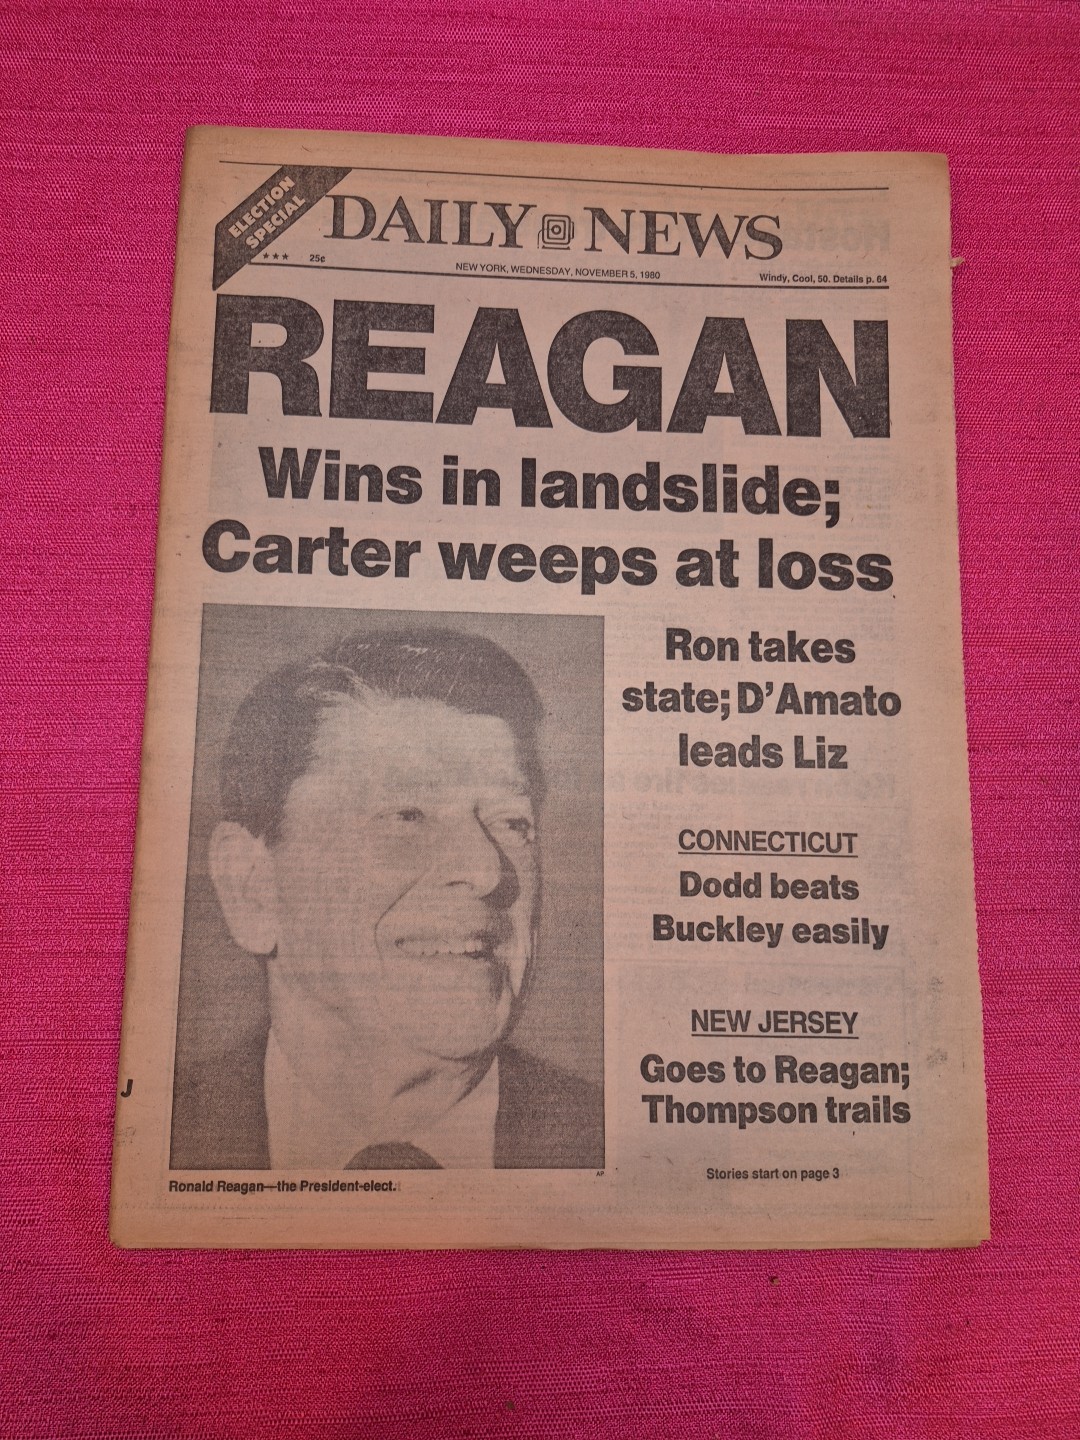 ELECTION
SPECIAL
DAILY NEWS
★★★ 25¢
NEW YORK, WEDNESDAY, NOVEMBER 5, 1980
Windy, Cool, 50. Details p. 64
REAGAN
Wins in landslide;
Carter weeps at loss
Ron takes
state; D'Amato
leads Liz
CONNECTICUT
Dodd beats
Buckley easily
NEW JERSEY
Goes to Reagan;
Thompson trails
Stories start on page 3
AP
Ronald Reagan—the President-elect.
J